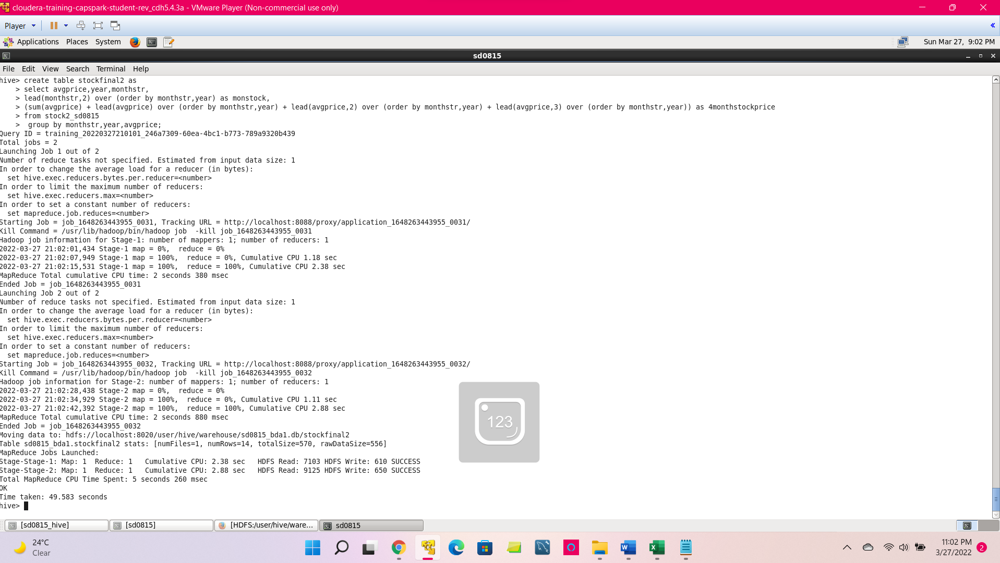 cloudera-training-capspark-student-rev_cdh5.4.3a - VMware Player (Non-commercial use only)
Player
Applications Places System
Sun Mar 27, 9:02 PM
sd0815
File Edit View Search Terminal Help
hive> create table stockfinal2 as
    > select avgprice,year,monthstr,
    > lead(monthstr,2) over (order by monthstr,year) as monstock,
    > (sum(avgprice) + lead(avgprice) over (order by monthstr,year) + lead(avgprice,2) over (order by monthstr,year) + lead(avgprice,3) over (order by monthstr,year)) as 4monthstockprice
    > from stock2_sd0815
    >  group by monthstr,year,avgprice;
Query ID = training_20220327210101_246a7309-60ea-4bc1-b773-789a9320b439
Total jobs = 2
Launching Job 1 out of 2
Number of reduce tasks not specified. Estimated from input data size: 1
In order to change the average load for a reducer (in bytes):
  set hive.exec.reducers.bytes.per.reducer=<number>
In order to limit the maximum number of reducers:
  set hive.exec.reducers.max=<number>
In order to set a constant number of reducers:
  set mapreduce.job.reduces=<number>
Starting Job = job_1648263443955_0031, Tracking URL = http://localhost:8088/proxy/application_1648263443955_0031/
Kill Command = /usr/lib/hadoop/bin/hadoop job  -kill job_1648263443955_0031
Hadoop job information for Stage-1: number of mappers: 1; number of reducers: 1
2022-03-27 21:02:01,434 Stage-1 map = 0%,  reduce = 0%
2022-03-27 21:02:07,949 Stage-1 map = 100%,  reduce = 0%, Cumulative CPU 1.18 sec
2022-03-27 21:02:15,531 Stage-1 map = 100%,  reduce = 100%, Cumulative CPU 2.38 sec
MapReduce Total cumulative CPU time: 2 seconds 380 msec
Ended Job = job_1648263443955_0031
Launching Job 2 out of 2
Number of reduce tasks not specified. Estimated from input data size: 1
In order to change the average load for a reducer (in bytes):
  set hive.exec.reducers.bytes.per.reducer=<number>
In order to limit the maximum number of reducers:
  set hive.exec.reducers.max=<number>
In order to set a constant number of reducers:
  set mapreduce.job.reduces=<number>
Starting Job = job_1648263443955_0032, Tracking URL = http://localhost:8088/proxy/application_1648263443955_0032/
Kill Command = /usr/lib/hadoop/bin/hadoop job  -kill job_1648263443955_0032
Hadoop job information for Stage-2: number of mappers: 1; number of reducers: 1
2022-03-27 21:02:28,438 Stage-2 map = 0%,  reduce = 0%
2022-03-27 21:02:34,929 Stage-2 map = 100%,  reduce = 0%, Cumulative CPU 1.11 sec
2022-03-27 21:02:42,392 Stage-2 map = 100%,  reduce = 100%, Cumulative CPU 2.88 sec
MapReduce Total cumulative CPU time: 2 seconds 880 msec
Ended Job = job_1648263443955_0032
Moving data to: hdfs://localhost:8020/user/hive/warehouse/sd0815_bda1.db/stockfinal2
Table sd0815_bda1.stockfinal2 stats: [numFiles=1, numRows=14, totalSize=570, rawDataSize=556]
MapReduce Jobs Launched:
Stage-Stage-1: Map: 1  Reduce: 1   Cumulative CPU: 2.38 sec   HDFS Read: 7103 HDFS Write: 610 SUCCESS
Stage-Stage-2: Map: 1  Reduce: 1   Cumulative CPU: 2.88 sec   HDFS Read: 9125 HDFS Write: 650 SUCCESS
Total MapReduce CPU Time Spent: 5 seconds 260 msec
OK
Time taken: 49.583 seconds
hive>
123
[sd0815_hive] [sd0815] [HDFS:/user/hive/ware... sd0815
24°C
Clear
11:02 PM
3/27/2022
2